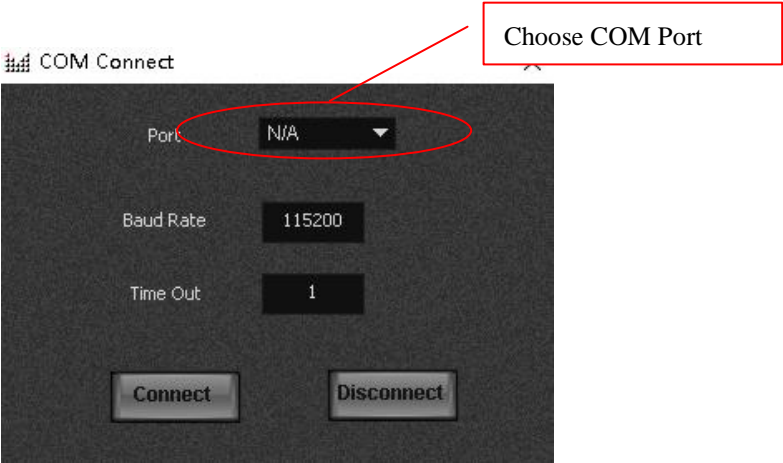 Choose COM Port
COM Connect
Port
N/A
Baud Rate
115200
Time Out
1
Connect
Disconnect